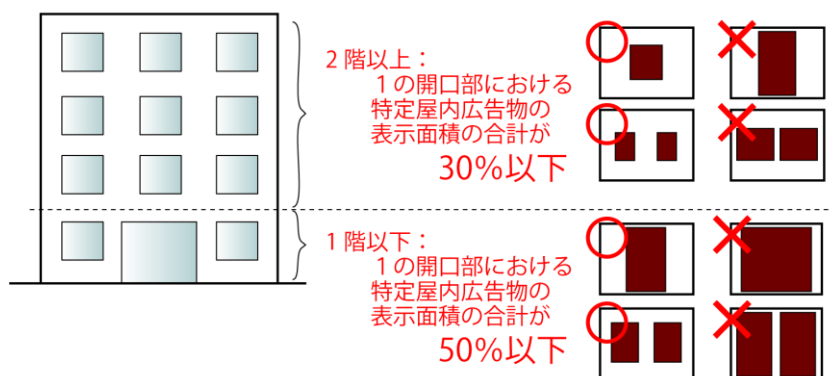 2階以上：
１の開口部における
特定屋内広告物の
表示面積の合計が
30%以下
1階以下：
１の開口部における
特定屋内広告物の
表示面積の合計が
50%以下